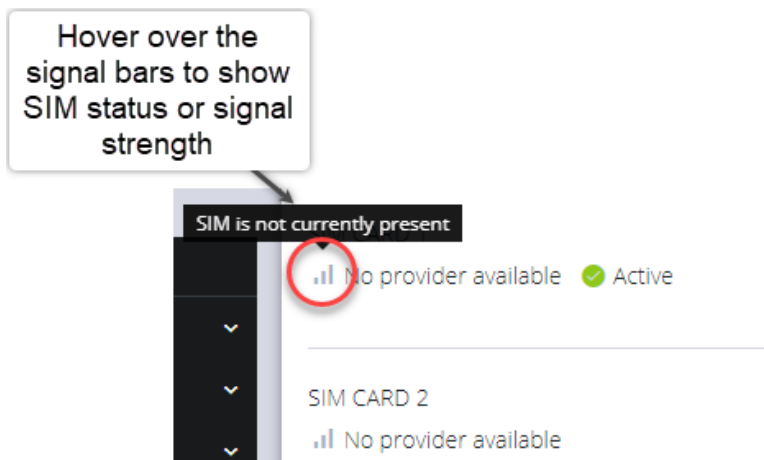 Hover over the
signal bars to show
SIM status or signal
strength
SIM is not currently present
No provider available Active
SIM CARD 2
No provider available